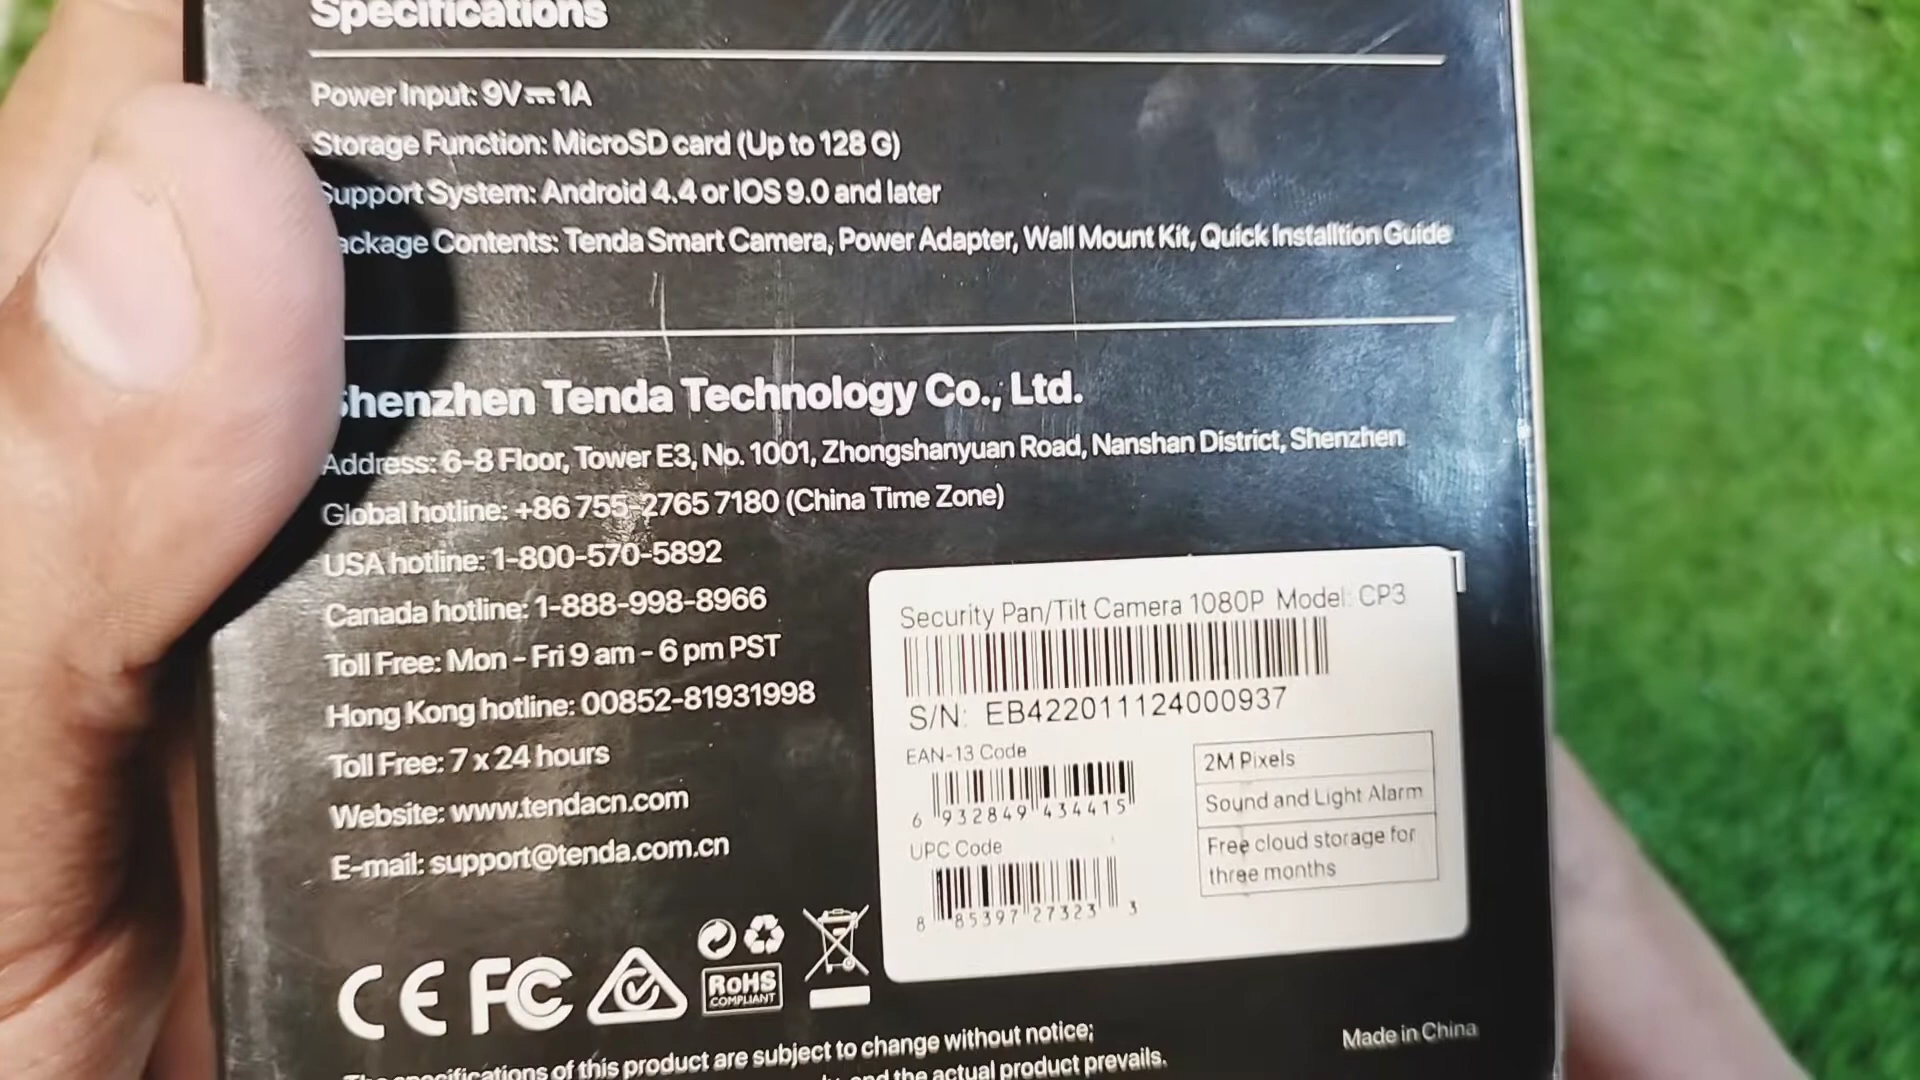 Specifications
Power Input: 9V⎓1A
Storage Function: MicroSD card (Up to 128 G)
Support System: Android 4.4 or IOS 9.0 and later
Package Contents: Tenda Smart Camera, Power Adapter, Wall Mount Kit, Quick Installtion Guide
Shenzhen Tenda Technology Co., Ltd.
Address: 6-8 Floor, Tower E3, No. 1001, Zhongshanyuan Road, Nanshan District, Shenzhen
Global hotline: +86 755-2765 7180 (China Time Zone)
USA hotline: 1-800-570-5892
Canada hotline: 1-888-998-8966
Toll Free: Mon - Fri 9 am - 6 pm PST
Hong Kong hotline: 00852-81931998
Toll Free: 7 x 24 hours
Website: www.tendacn.com
E-mail: support@tenda.com.cn
Security Pan/Tilt Camera 1080P Model: CP3
S/N: EB422011124000937
EAN-13 Code
6 932849 434415
UPC Code
8 85397 27323 3
2M Pixels
Sound and Light Alarm
Free cloud storage for
three months
CE FC
RoHS
COMPLIANT
Made in China
The specifications of this product are subject to change without notice;
and the actual product prevails.